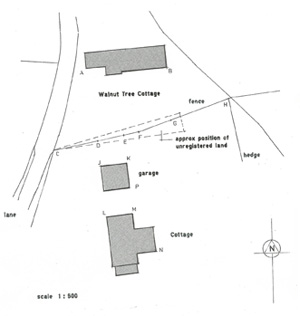 A
B
Walnut Tree Cottage
fence
H
G
C
D
E
F
approx position of
unregistered land
hedge
J
K
garage
P
lane
L
M
Cottage
N
N
scale 1 : 500